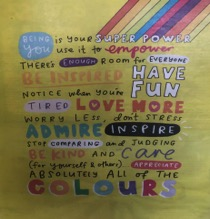 BEING is your SUPER POWER
YOU use it to empower
THERE'S ENOUGH ROOM for EVERYONE
BE INSPIRED HAVE
NOTICE when you're FUN
TIRED LOVE MORE
WORRY LESS, don't STRESS
ADMIRE INSPIRE
STOP COMPARING and JUDGING
BE KIND AND Care
(for yourself & others) APPRECIATE
ABSOLUTELY ALL OF THE
COLOURS